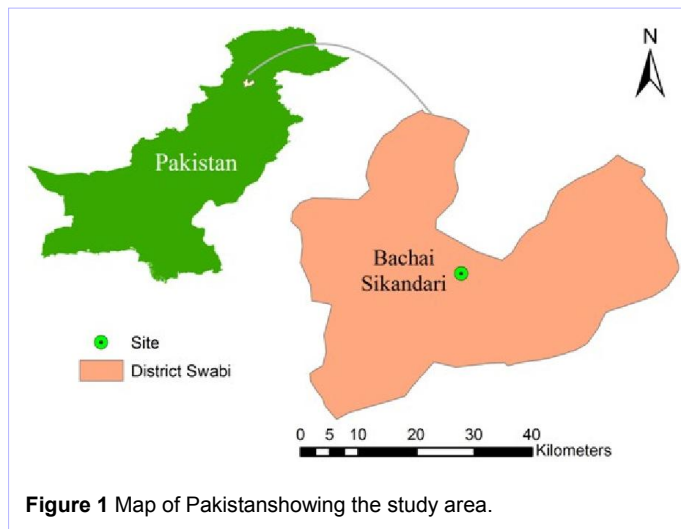 N
Pakistan
Bachai
Sikandari
Site
District Swabi
0 5 10 20 30 40
Kilometers
Figure 1 Map of Pakistanshowing the study area.